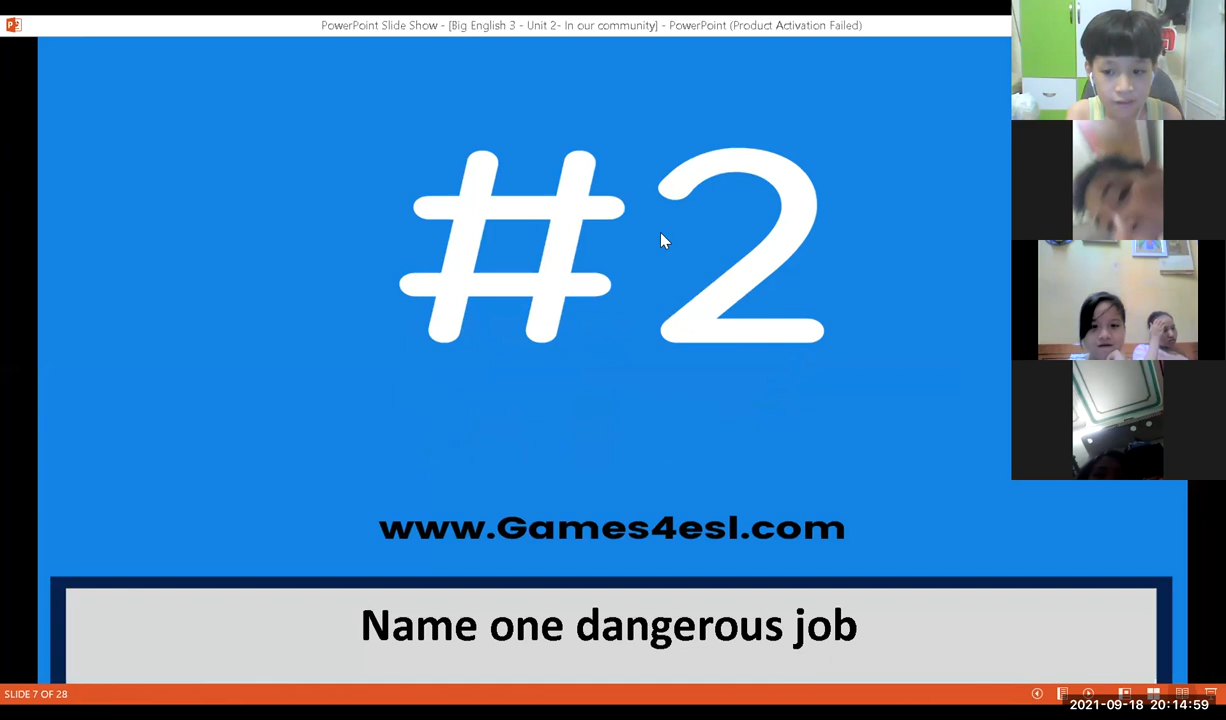 PowerPoint Slide Show - [Big English 3 - Unit 2- In our community] - PowerPoint (Product Activation Failed)
#2
www.Games4esl.com
Name one dangerous job
SLIDE 7 OF 28
2021-09-18 20:14:59